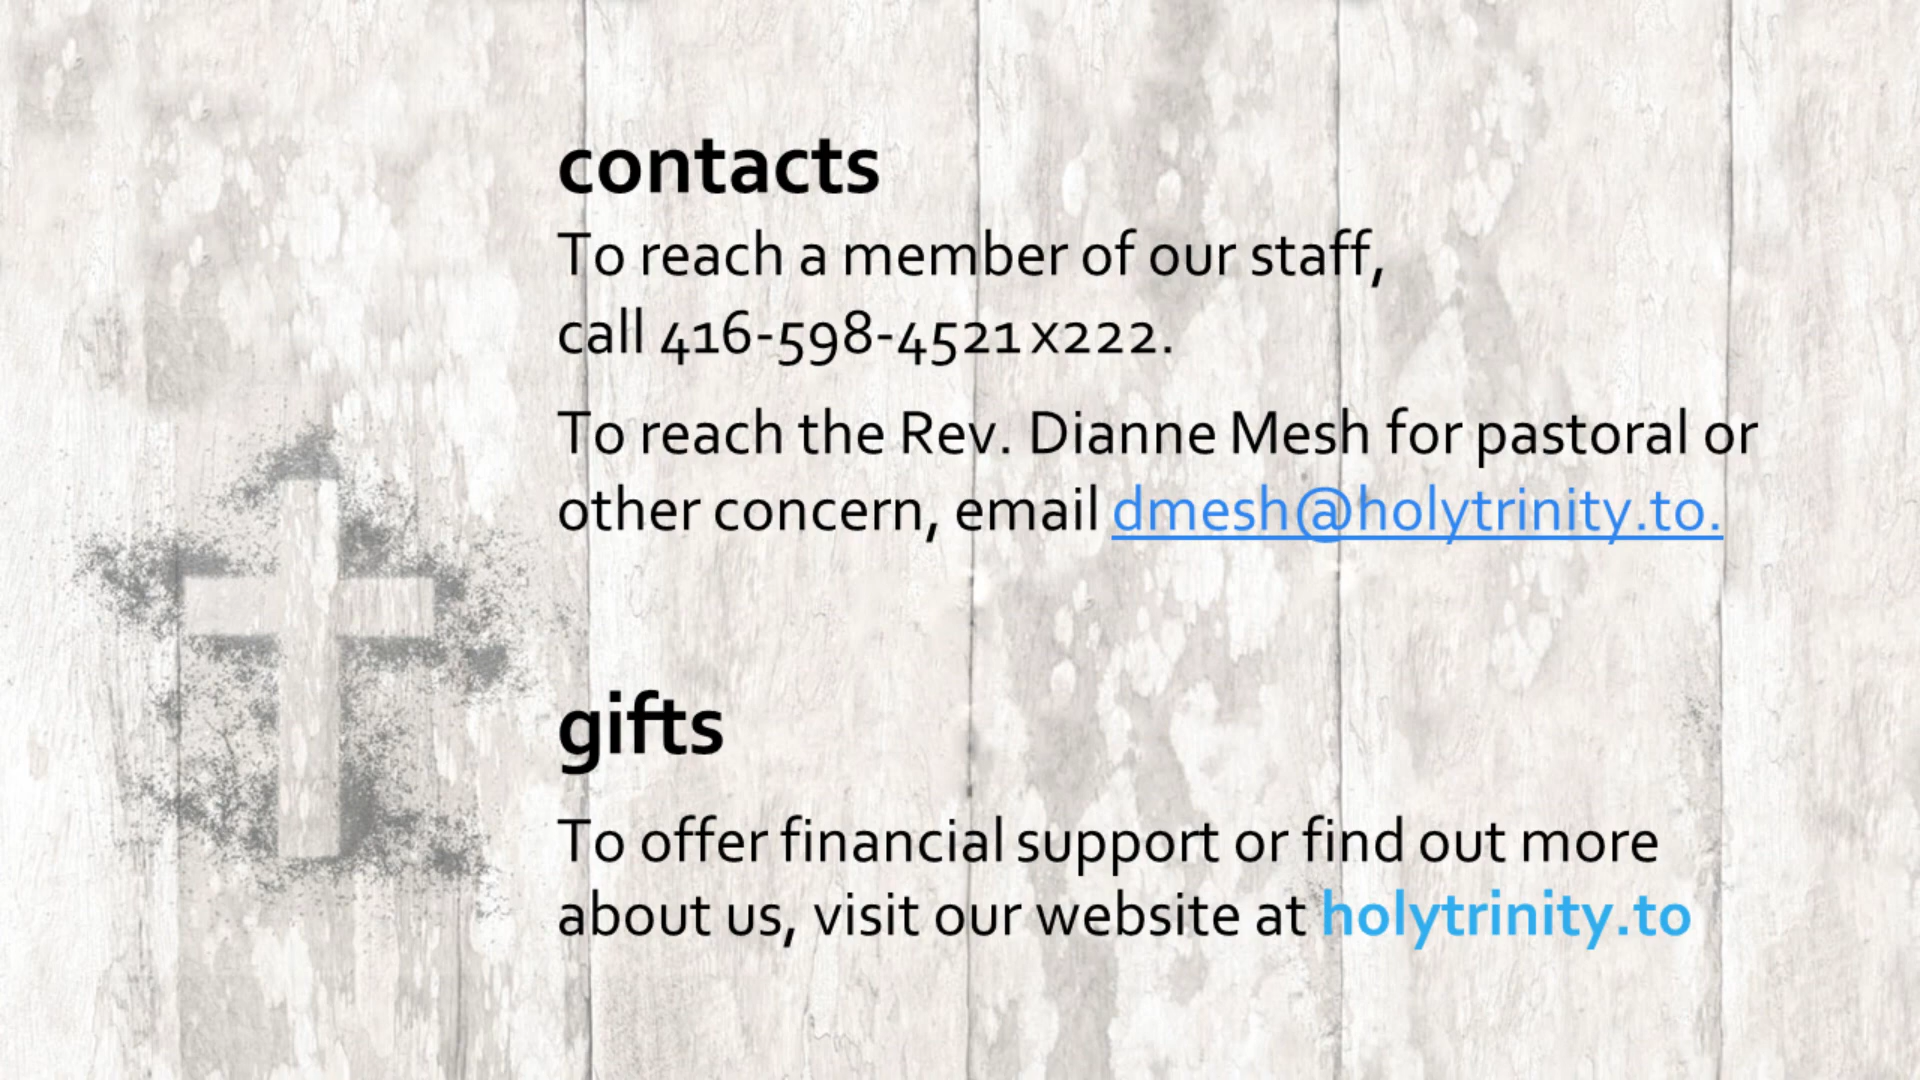 contacts
To reach a member of our staff,
call 416-598-4521 x222.
To reach the Rev. Dianne Mesh for pastoral or
other concern, email dmesh@holytrinity.to.
gifts
To offer financial support or find out more
about us, visit our website at holytrinity.to